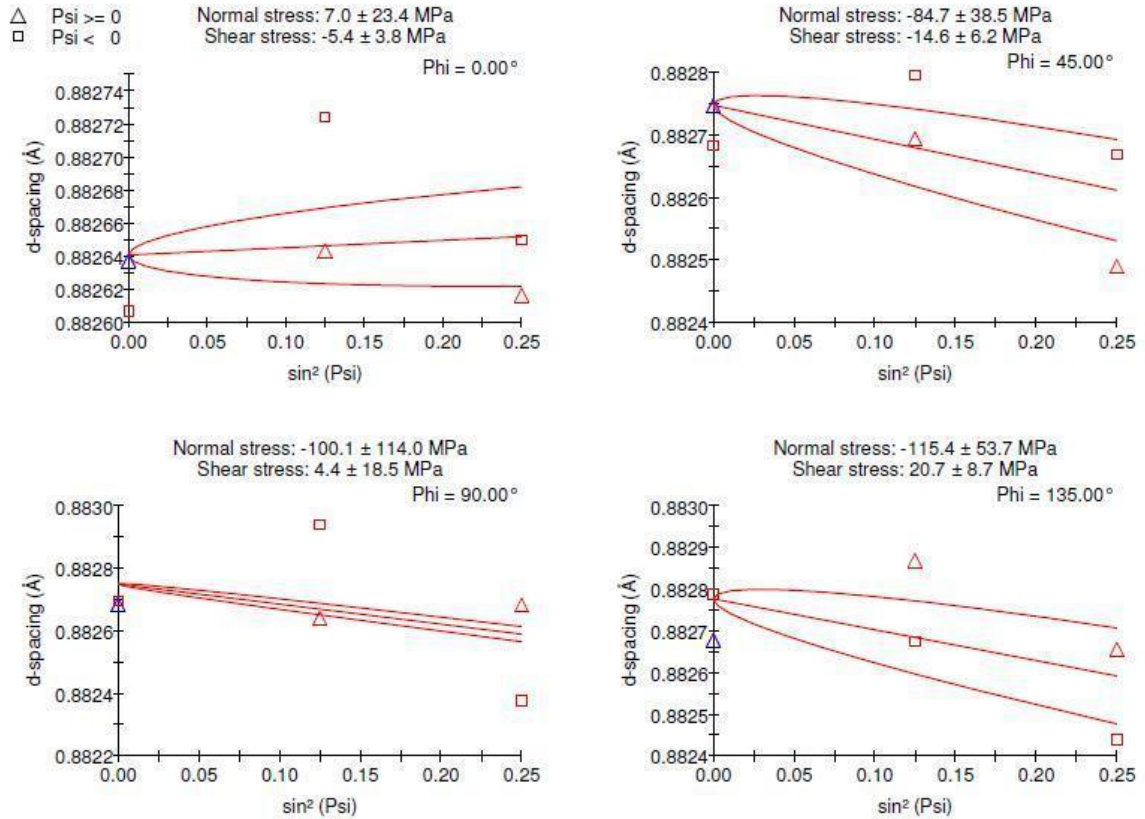 Psi >= 0
Psi < 0
Normal stress: 7.0 ± 23.4 MPa
Shear stress: -5.4 ± 3.8 MPa
Phi = 0.00°
d-spacing (Å)
0.88274
0.88272
0.88270
0.88268
0.88266
0.88264
0.88262
0.88260
0.00 0.05 0.10 0.15 0.20 0.25
sin² (Psi)
Normal stress: -84.7 ± 38.5 MPa
Shear stress: -14.6 ± 6.2 MPa
Phi = 45.00°
d-spacing (Å)
0.8828
0.8827
0.8826
0.8825
0.8824
0.00 0.05 0.10 0.15 0.20 0.25
sin² (Psi)
Normal stress: -100.1 ± 114.0 MPa
Shear stress: 4.4 ± 18.5 MPa
Phi = 90.00°
d-spacing (Å)
0.8830
0.8828
0.8826
0.8824
0.8822
0.00 0.05 0.10 0.15 0.20 0.25
sin² (Psi)
Normal stress: -115.4 ± 53.7 MPa
Shear stress: 20.7 ± 8.7 MPa
Phi = 135.00°
d-spacing (Å)
0.8830
0.8829
0.8828
0.8827
0.8826
0.8825
0.8824
0.00 0.05 0.10 0.15 0.20 0.25
sin² (Psi)